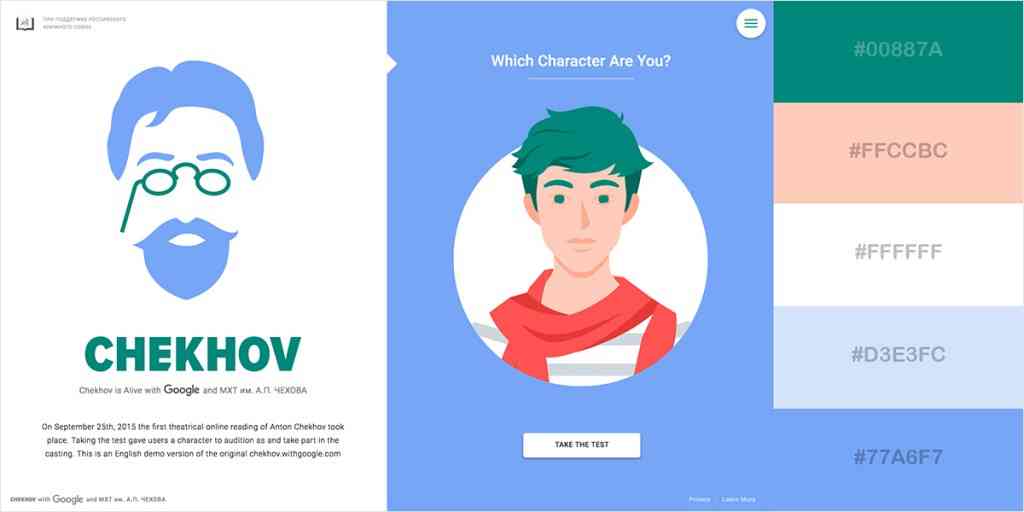 ПРИ ПОДДЕРЖКЕ РОССИЙСКОГО
КНИЖНОГО СОЮЗА
CHEKHOV
Chekhov is Alive with Google and МХТ им. А.П. ЧЕХОВА
On September 25th, 2015 the first theatrical online reading of Anton Chekhov took
place. Taking the test gave users a character to audition as and take part in the
casting. This is an English demo version of the original chekhov.withgoogle.com
CHEKHOV with Google and МХТ им. А.П. ЧЕХОВА
Which Character Are You?
TAKE THE TEST
Privacy Learn More
#00887A
#FFCCBC
#FFFFFF
#D3E3FC
#77A6F7